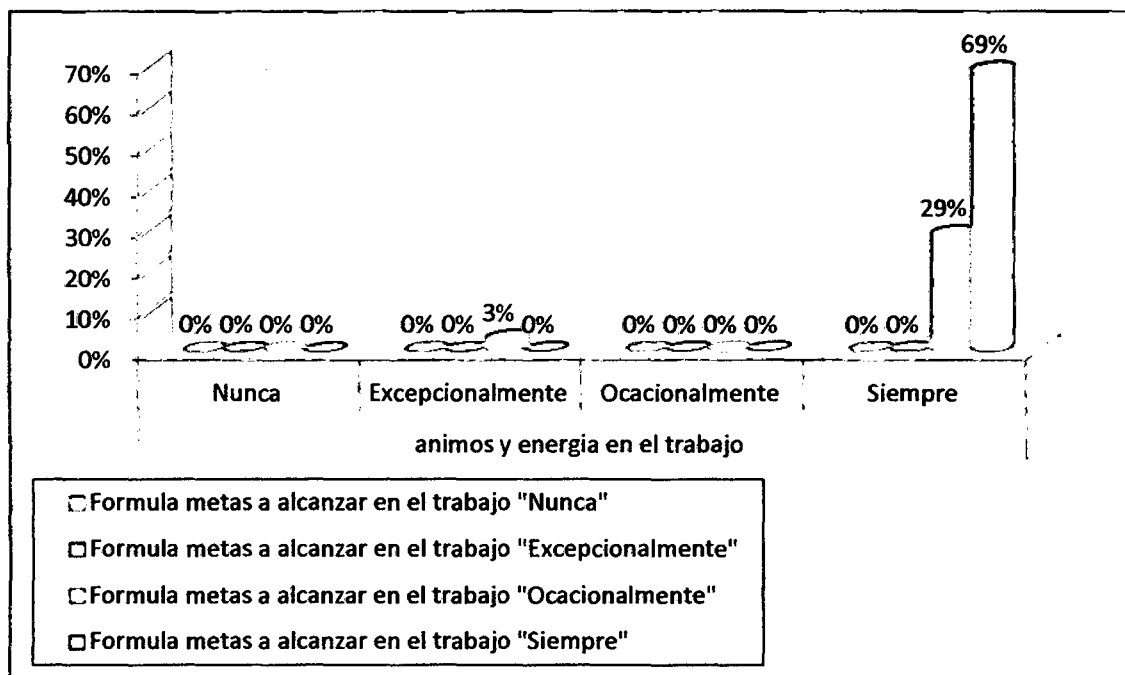 69%
70%
60%
50%
40%
29%
30%
20%
10%
0% 0% 0% 0% 0% 0% 3% 0% 0% 0% 0% 0% 0% 0%
0%
Nunca Excepcionalmente Ocacionalmente Siempre
animos y energia en el trabajo
Formula metas a alcanzar en el trabajo "Nunca"
Formula metas a alcanzar en el trabajo "Excepcionalmente"
Formula metas a alcanzar en el trabajo "Ocacionalmente"
Formula metas a alcanzar en el trabajo "Siempre"